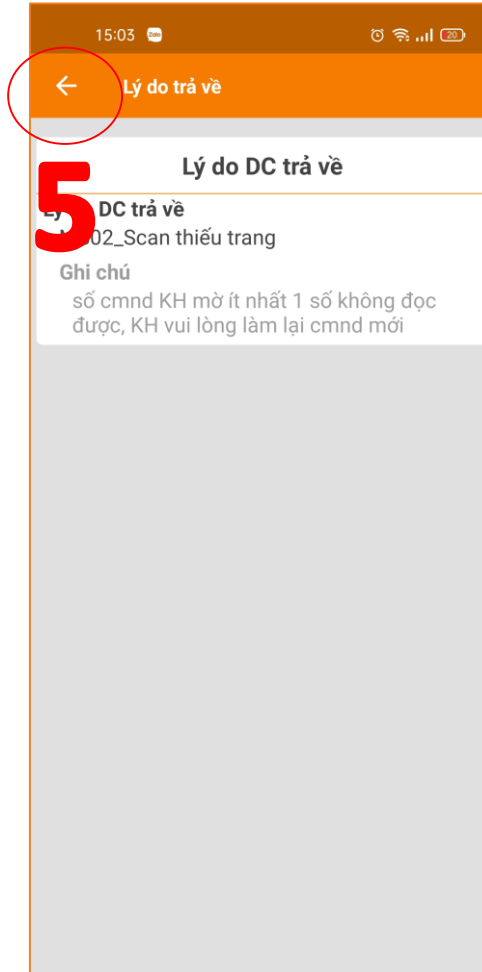 15:03 Zalo 20
Lý do trả về
Lý do DC trả về
5
DC trả về
02_Scan thiếu trang
Ghi chú
số cmnd KH mờ ít nhất 1 số không đọc
được, KH vui lòng làm lại cmnd mới